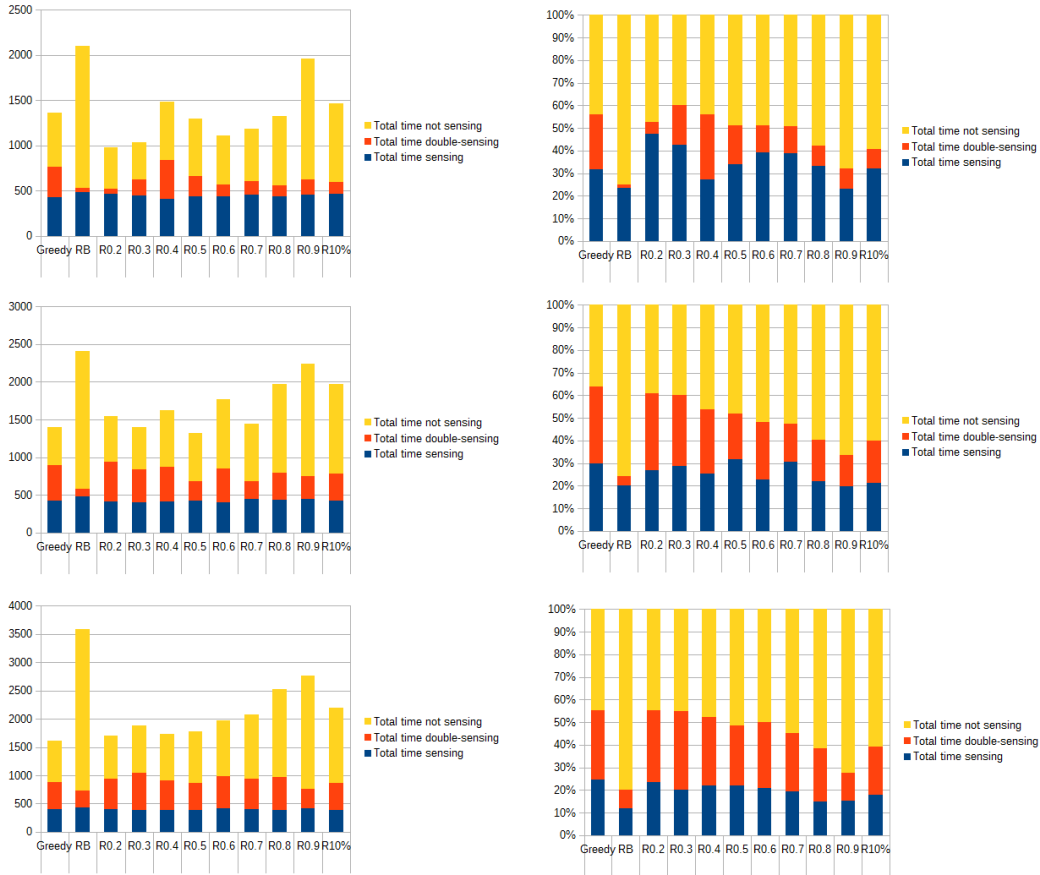 2500
2000
1500
1000
500
0
Greedy RB R0.2 R0.3 R0.4 R0.5 R0.6 R0.7 R0.8 R0.9 R10%
Total time not sensing
Total time double-sensing
Total time sensing
100%
90%
80%
70%
60%
50%
40%
30%
20%
10%
0%
Greedy RB R0.2 R0.3 R0.4 R0.5 R0.6 R0.7 R0.8 R0.9 R10%
Total time not sensing
Total time double-sensing
Total time sensing
3000
2500
2000
1500
1000
500
0
Greedy RB R0.2 R0.3 R0.4 R0.5 R0.6 R0.7 R0.8 R0.9 R10%
Total time not sensing
Total time double-sensing
Total time sensing
100%
90%
80%
70%
60%
50%
40%
30%
20%
10%
0%
Greedy RB R0.2 R0.3 R0.4 R0.5 R0.6 R0.7 R0.8 R0.9 R10%
Total time not sensing
Total time double-sensing
Total time sensing
4000
3500
3000
2500
2000
1500
1000
500
0
Greedy RB R0.2 R0.3 R0.4 R0.5 R0.6 R0.7 R0.8 R0.9 R10%
Total time not sensing
Total time double-sensing
Total time sensing
100%
90%
80%
70%
60%
50%
40%
30%
20%
10%
0%
Greedy RB R0.2 R0.3 R0.4 R0.5 R0.6 R0.7 R0.8 R0.9 R10%
Total time not sensing
Total time double-sensing
Total time sensing